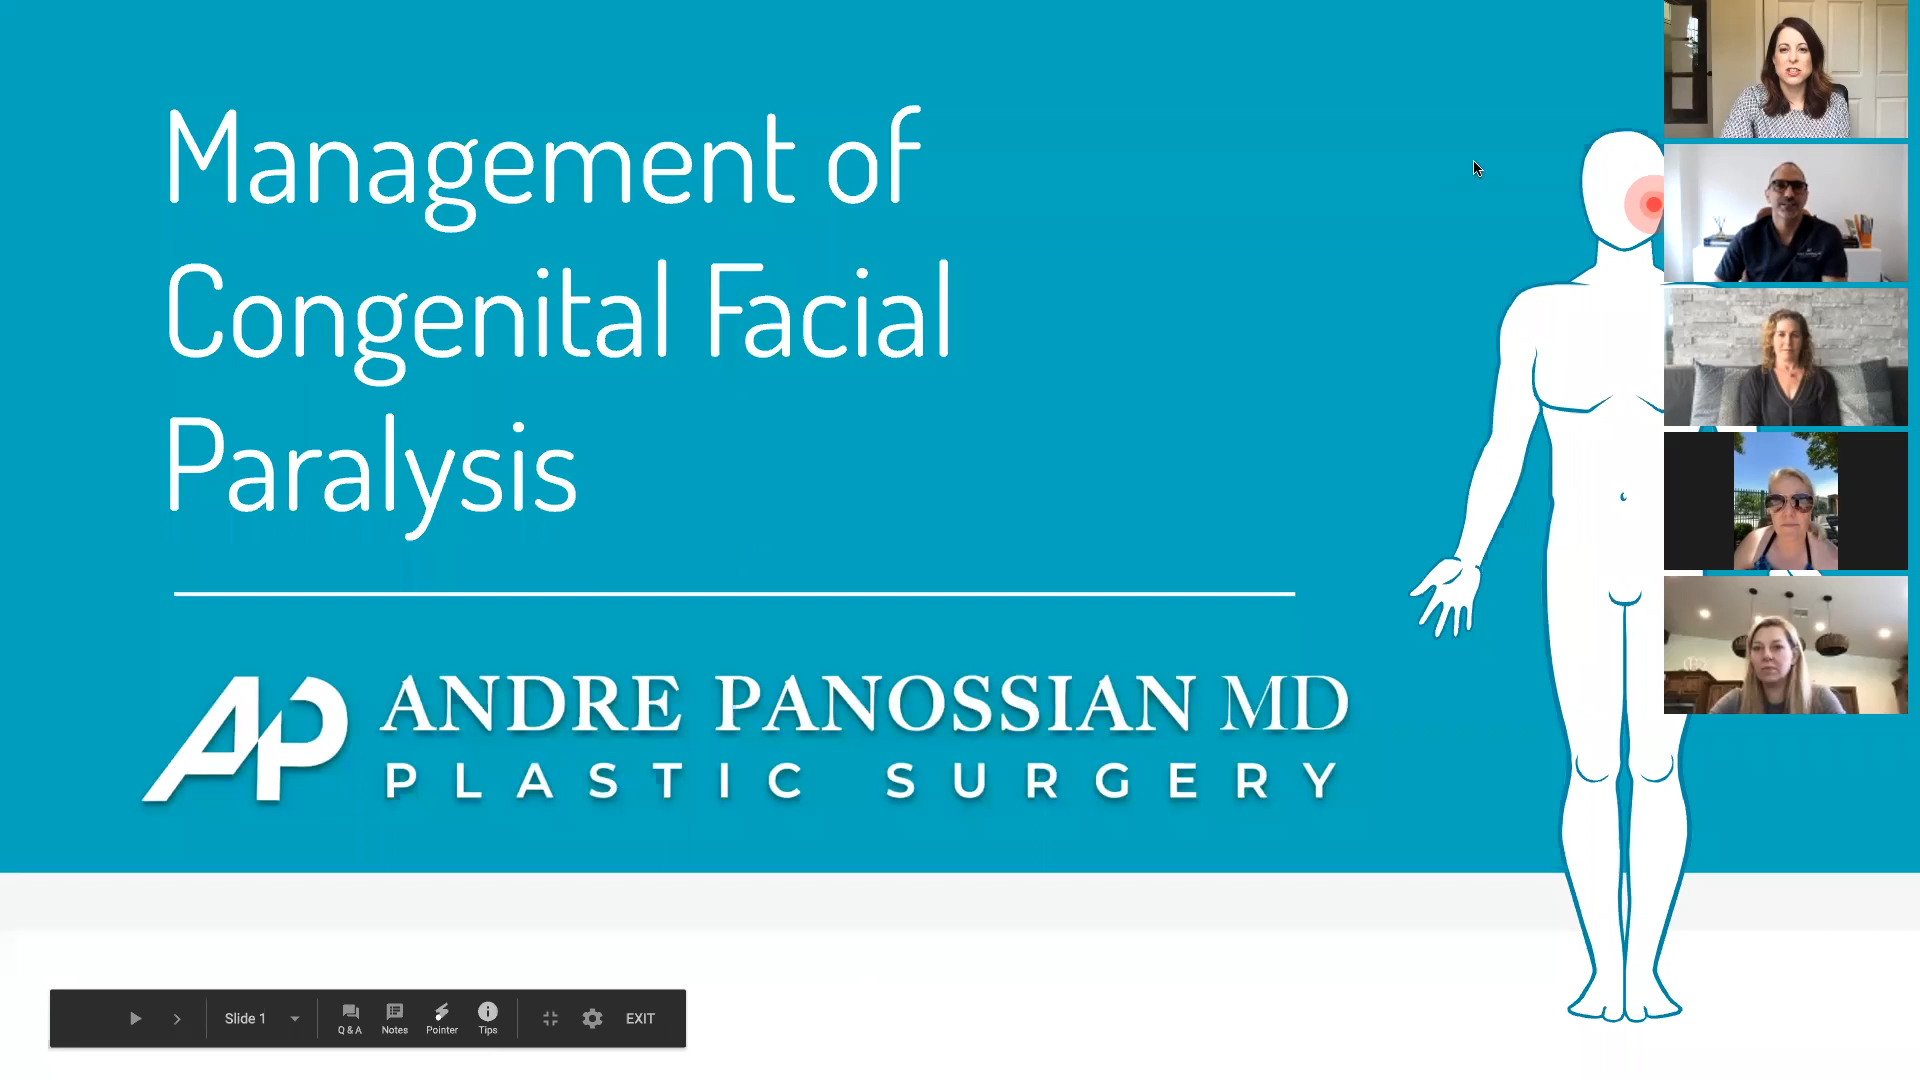 Management of
Congenital Facial
Paralysis
AP
ANDRE PANOSSIAN MD
PLASTIC SURGERY
Slide 1
Q & A
Notes
Pointer
Tips
EXIT